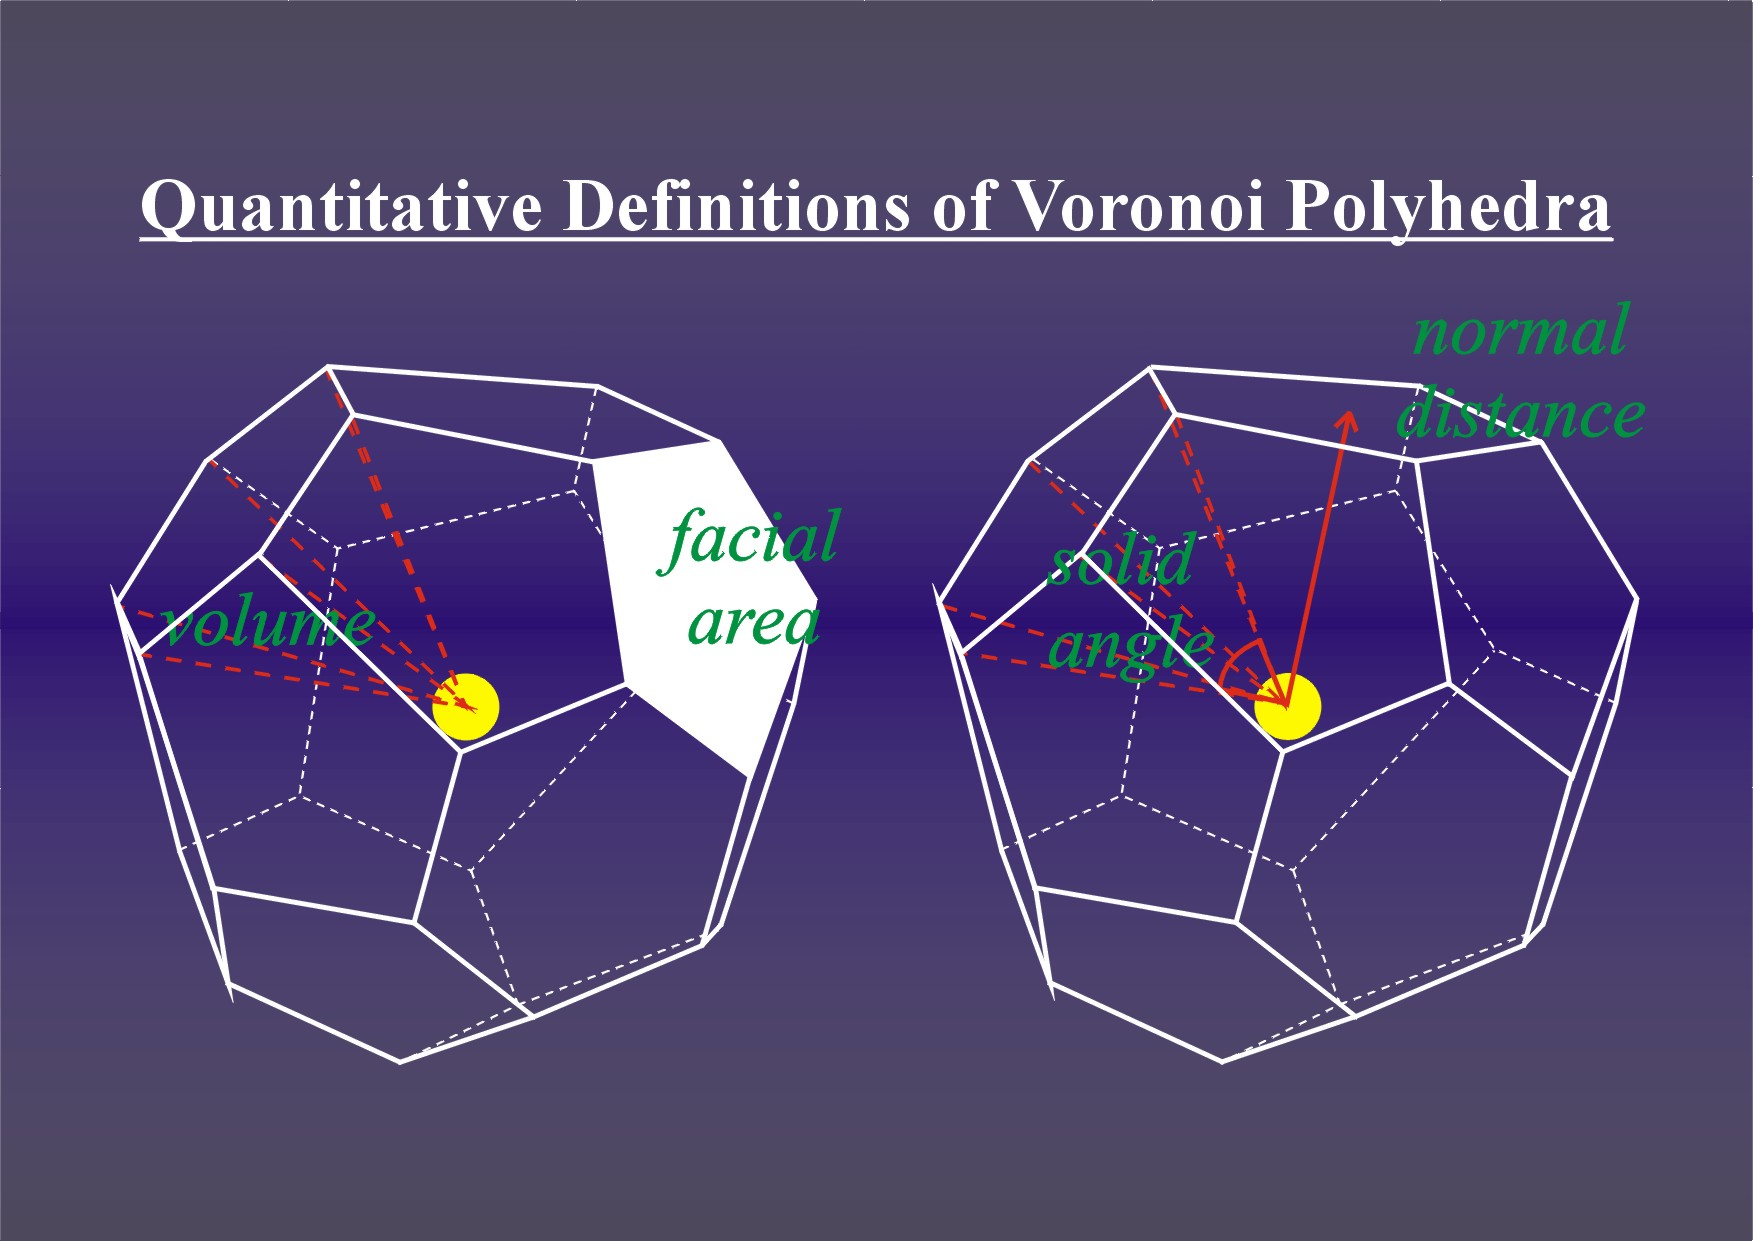 Quantitative Definitions of Voronoi Polyhedra
volume
facial
area
solid
angle
normal
distance